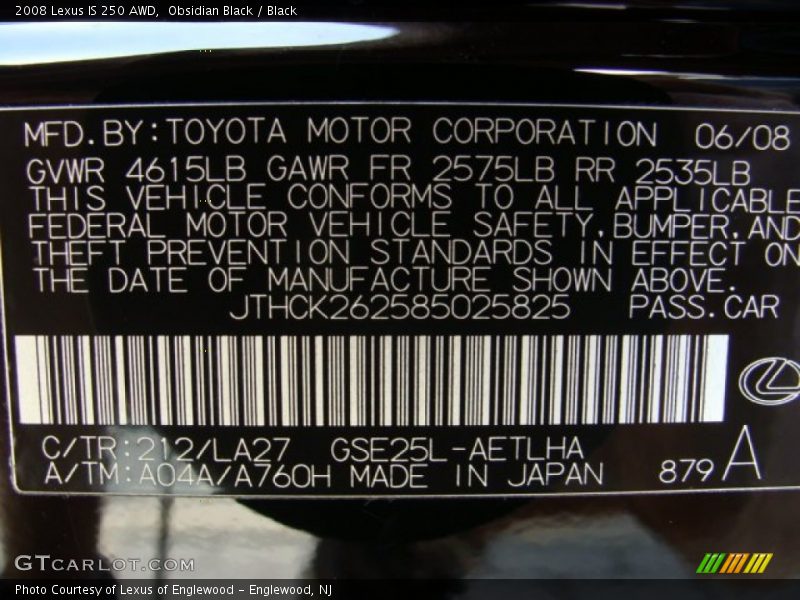 2008 Lexus IS 250 AWD,  Obsidian Black / Black
MFD.BY:TOYOTA MOTOR CORPORATION 06/08
GVWR 4615LB GAWR FR 2575LB RR 2535LB
THIS VEHICLE CONFORMS TO ALL APPLICABLE
FEDERAL MOTOR VEHICLE SAFETY,BUMPER,AND
THEFT PREVENTION STANDARDS IN EFFECT ON
THE DATE OF MANUFACTURE SHOWN ABOVE.
JTHCK262585025825 PASS.CAR
C/TR:212/LA27 GSE25L-AETLHA
A/TM:A04A/A760H MADE IN JAPAN 879 A
GTCARLOT.COM
Photo Courtesy of Lexus of Englewood - Englewood, NJ